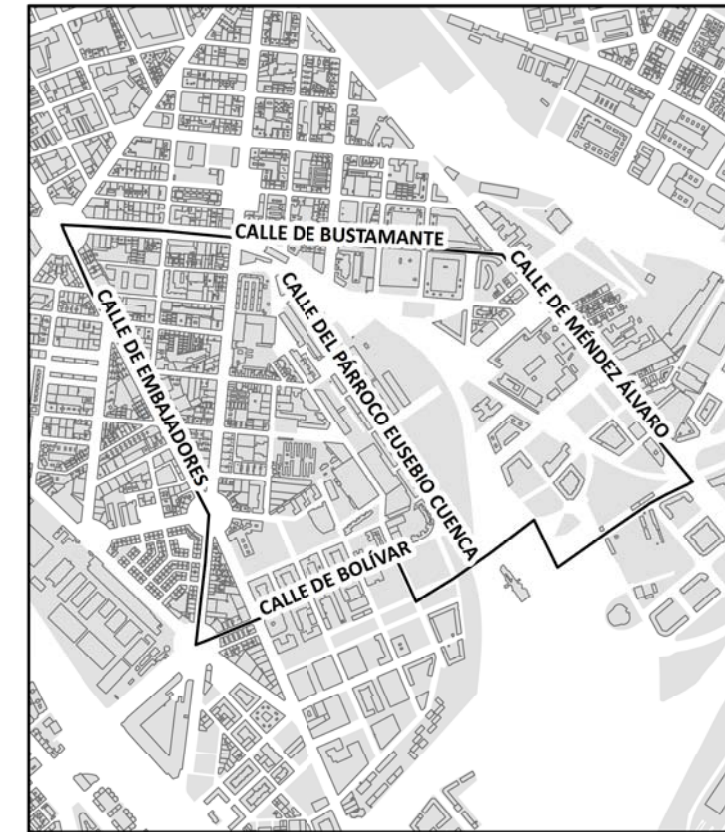 CALLE DE BUSTAMANTE
CALLE DE MÉNDEZ ÁLVARO
CALLE DEL PÁRROCO EUSEBIO CUENCA
CALLE DE EMBAJADORES
CALLE DE BOLÍVAR